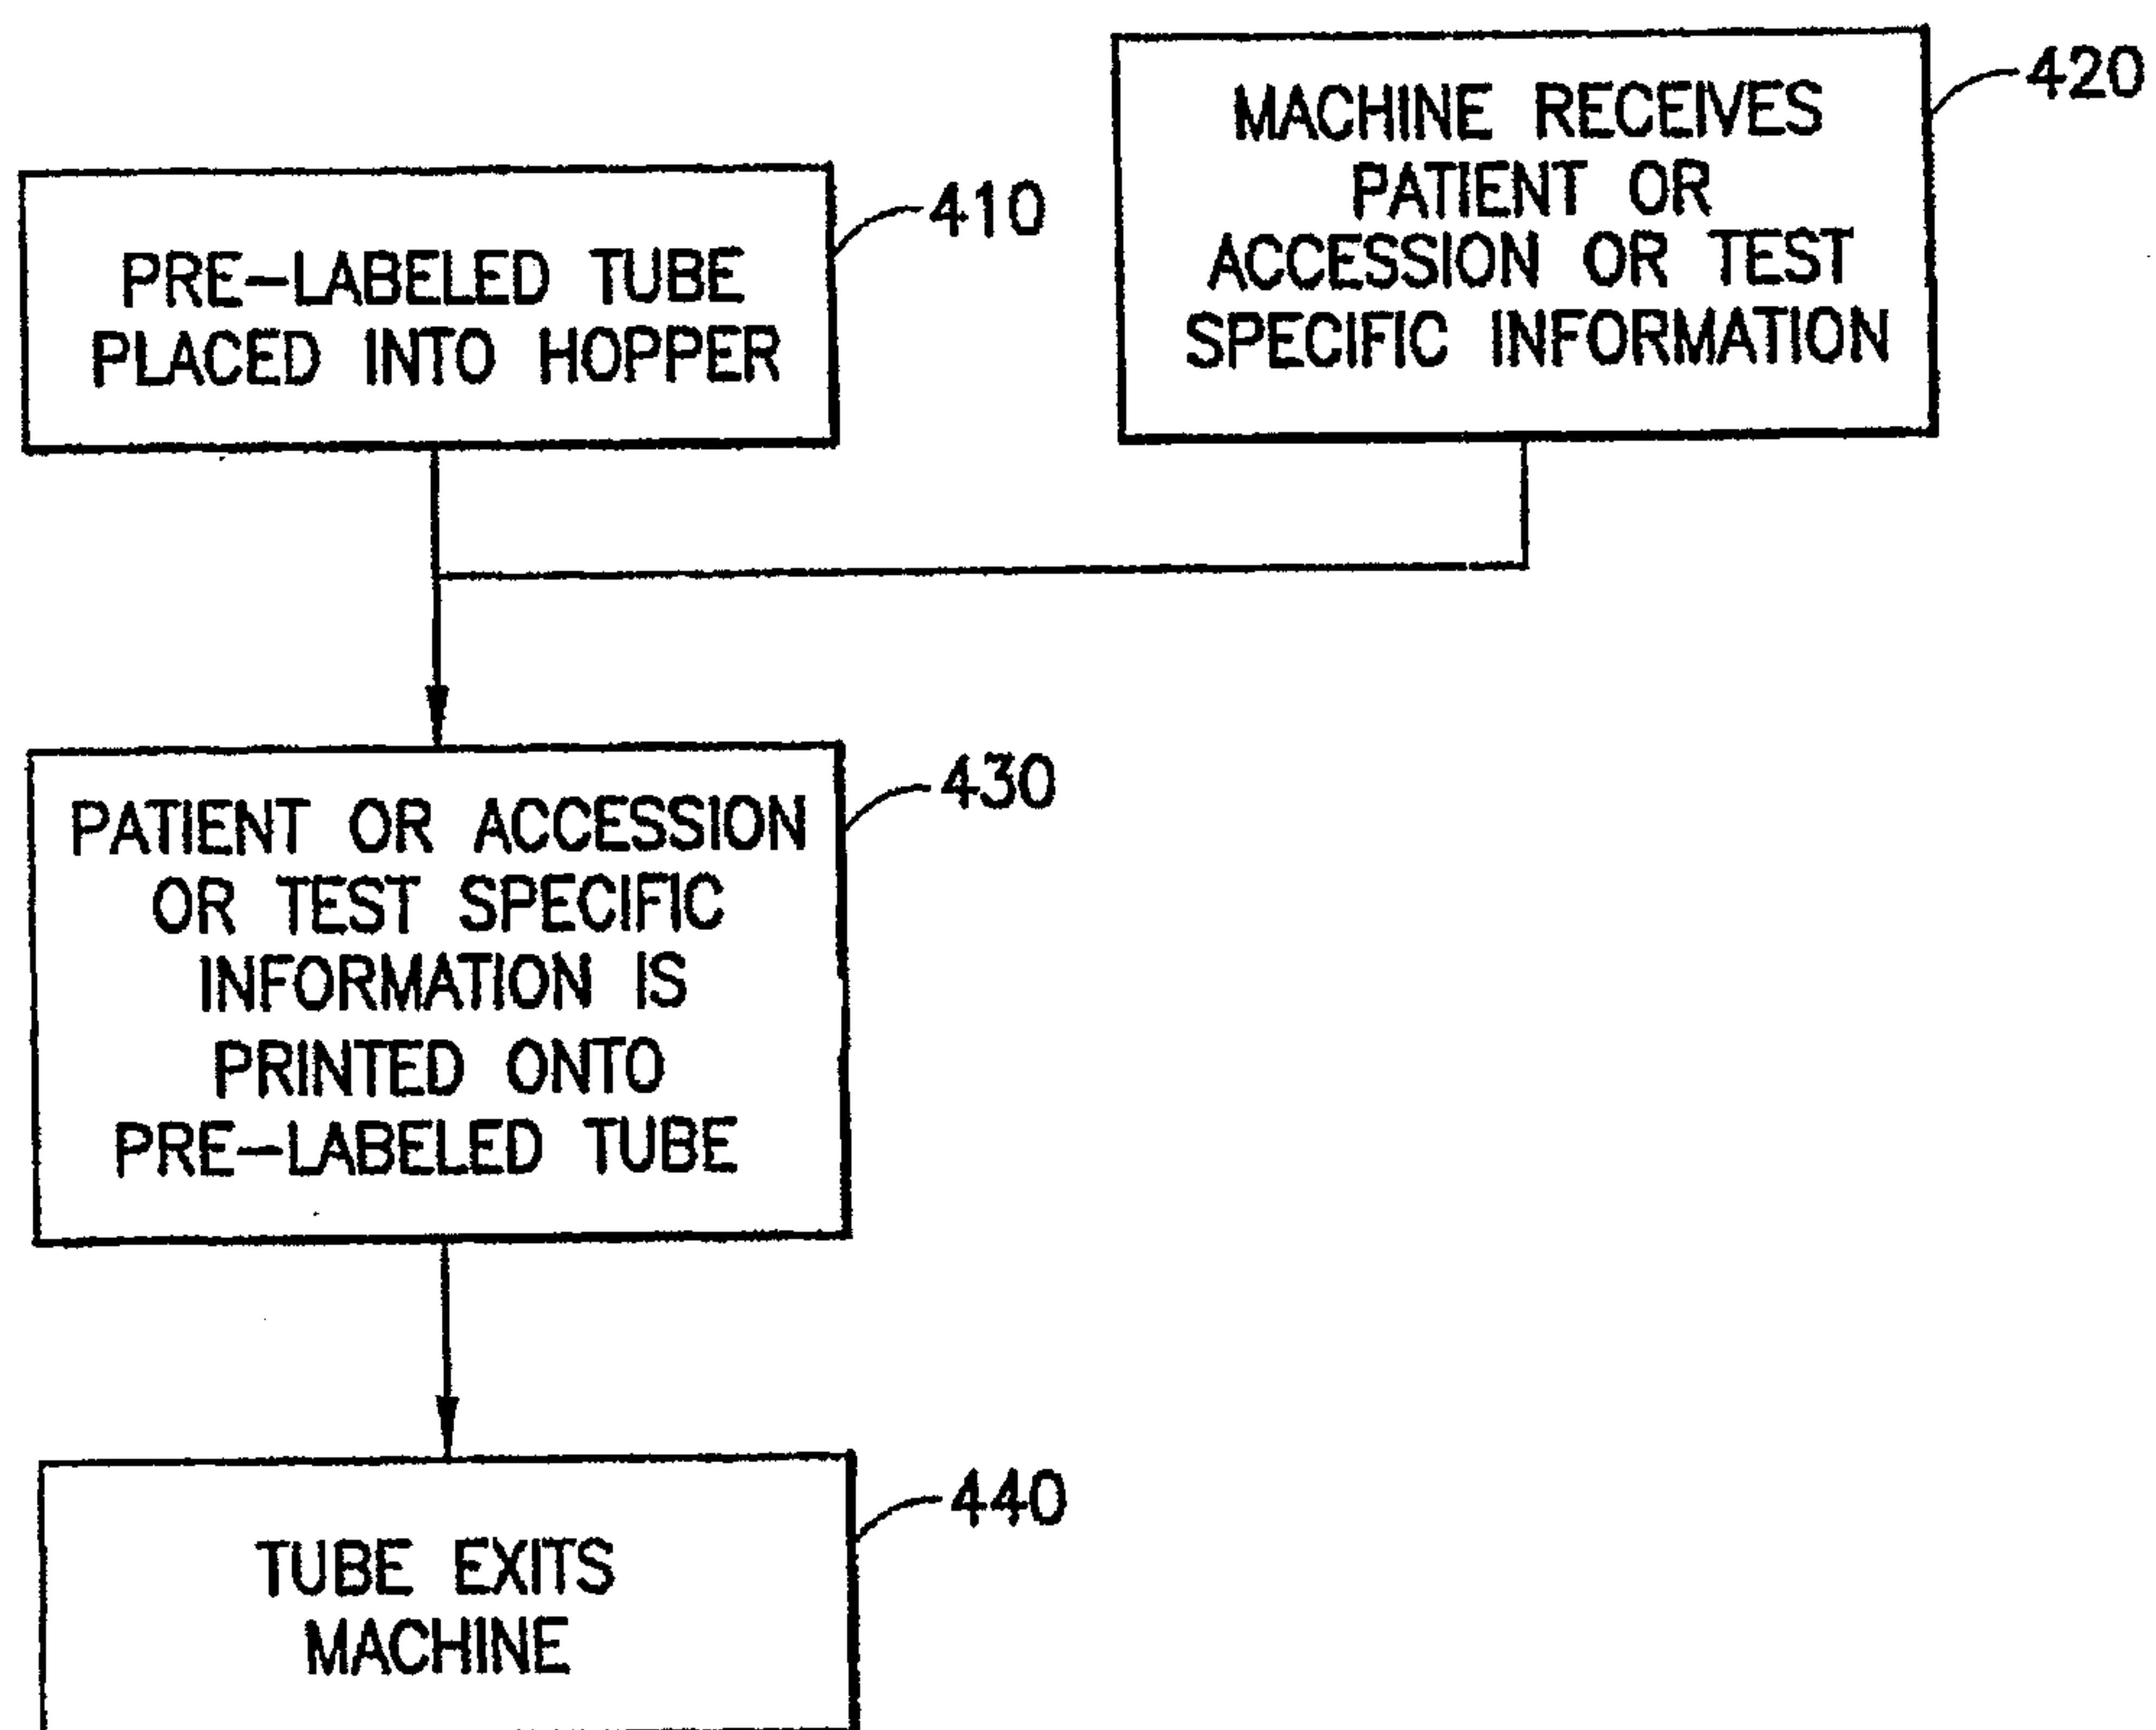 PRE-LABELED TUBE
PLACED INTO HOPPER
410
MACHINE RECEIVES
PATIENT OR
ACCESSION OR TEST
SPECIFIC INFORMATION
420
PATIENT OR ACCESSION
OR TEST SPECIFIC
INFORMATION IS
PRINTED ONTO
PRE-LABELED TUBE
430
TUBE EXITS
MACHINE
440